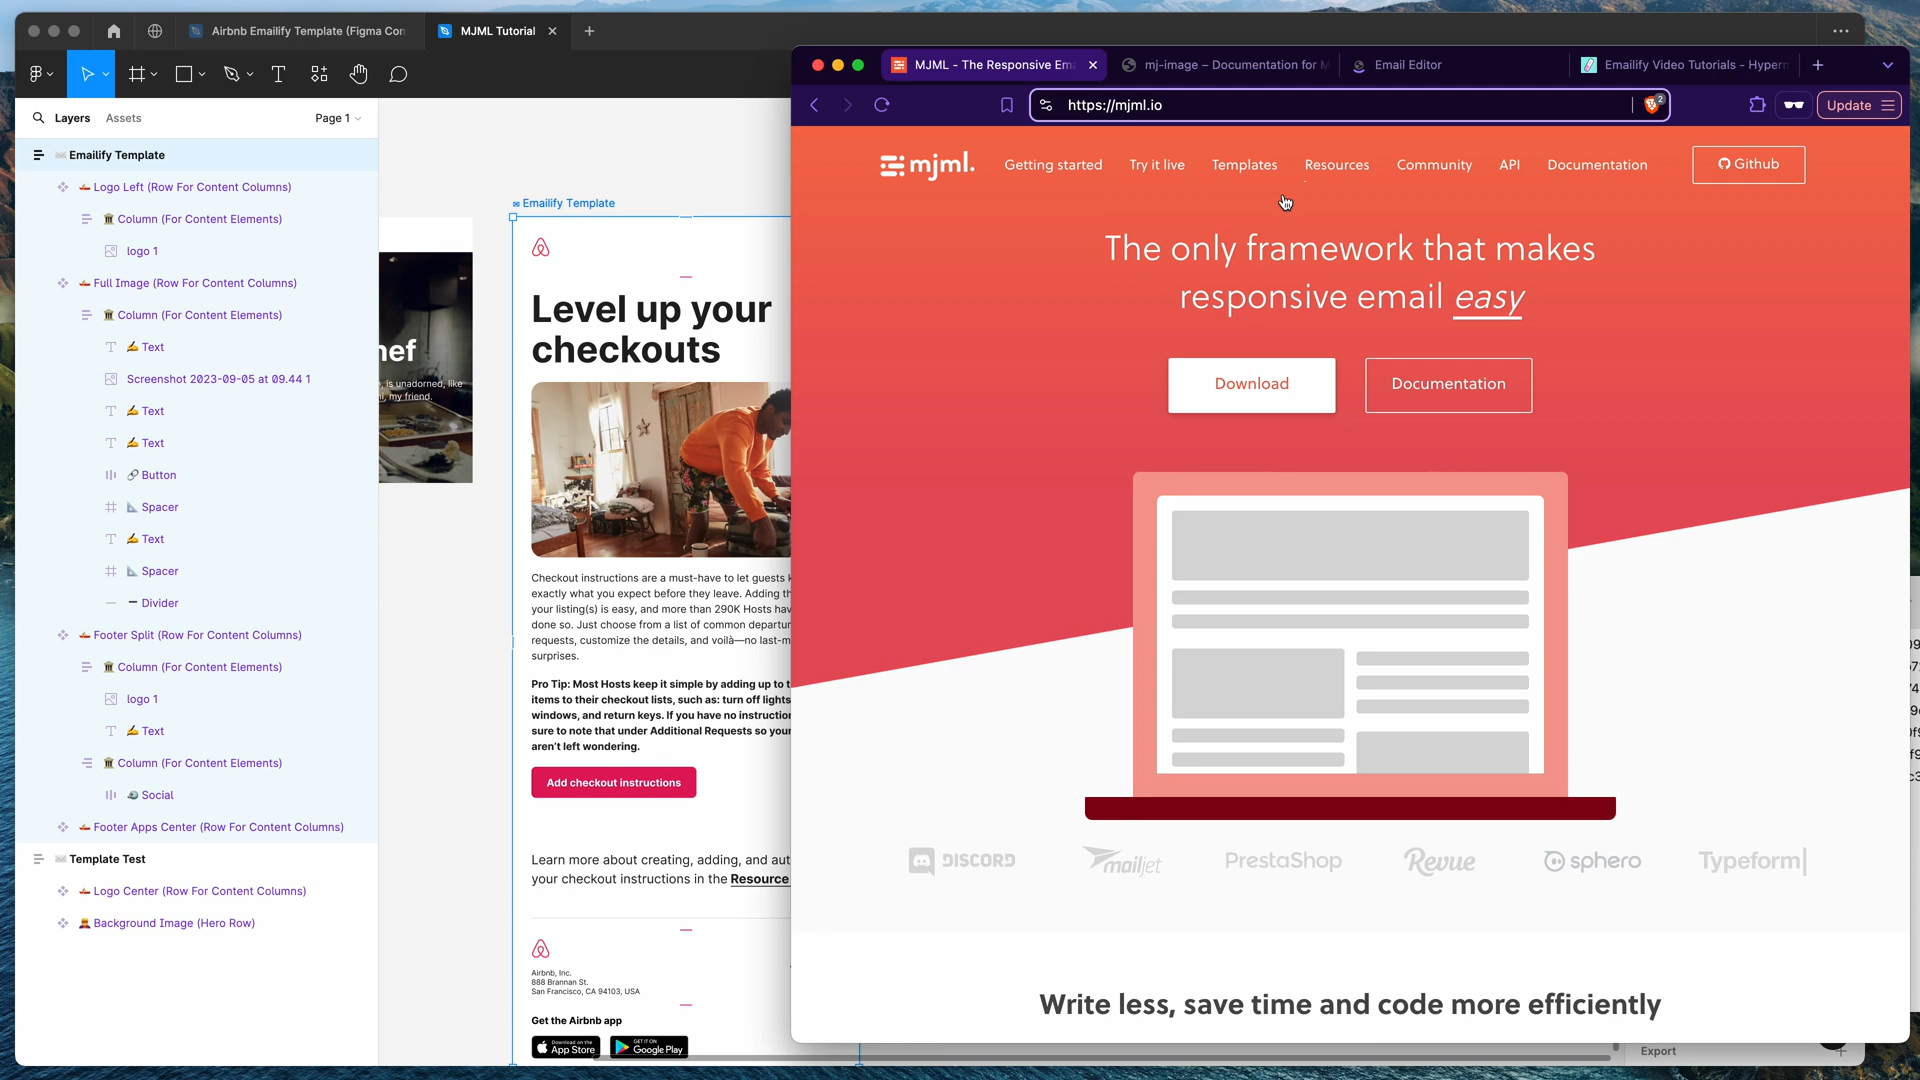 Airbnb Emailify Template (Figma Con
MJML Tutorial
Layers
Assets
Page 1
Emailify Template
Logo Left (Row For Content Columns)
Column (For Content Elements)
logo 1
Full Image (Row For Content Columns)
Column (For Content Elements)
Text
Screenshot 2023-09-05 at 09.44 1
Text
Text
Button
Spacer
Text
Spacer
Divider
Footer Split (Row For Content Columns)
Column (For Content Elements)
logo 1
Text
Column (For Content Elements)
Social
Footer Apps Center (Row For Content Columns)
Template Test
Logo Center (Row For Content Columns)
Background Image (Hero Row)
is unadorned, like
my friend.
Emailify Template
Level up your
checkouts
Checkout instructions are a must-have to let guests k
exactly what you expect before they leave. Adding th
your listing(s) is easy, and more than 290K Hosts hav
done so. Just choose from a list of common departur
requests, customize the details, and voilà—no last-m
surprises.
Pro Tip: Most Hosts keep it simple by adding up to t
items to their checkout lists, such as: turn off lights
windows, and return keys. If you have no instruction
sure to note that under Additional Requests so your
aren't left wondering.
Add checkout instructions
Learn more about creating, adding, and aut
your checkout instructions in the Resource
Airbnb, Inc.
888 Brannan St.
San Francisco, CA 94103, USA
Get the Airbnb app
Download on the
App Store
GET IT ON
Google Play
MJML - The Responsive Em
mj-image – Documentation for M
Email Editor
Emailify Video Tutorials - Hyperm
https://mjml.io
2
Update
mjml.
Getting started
Try it live
Templates
Resources
Community
API
Documentation
Github
The only framework that makes
responsive email easy
Download
Documentation
DISCORD
mailjet
PrestaShop
Revue
sphero
Typeform
Write less, save time and code more efficiently
Export